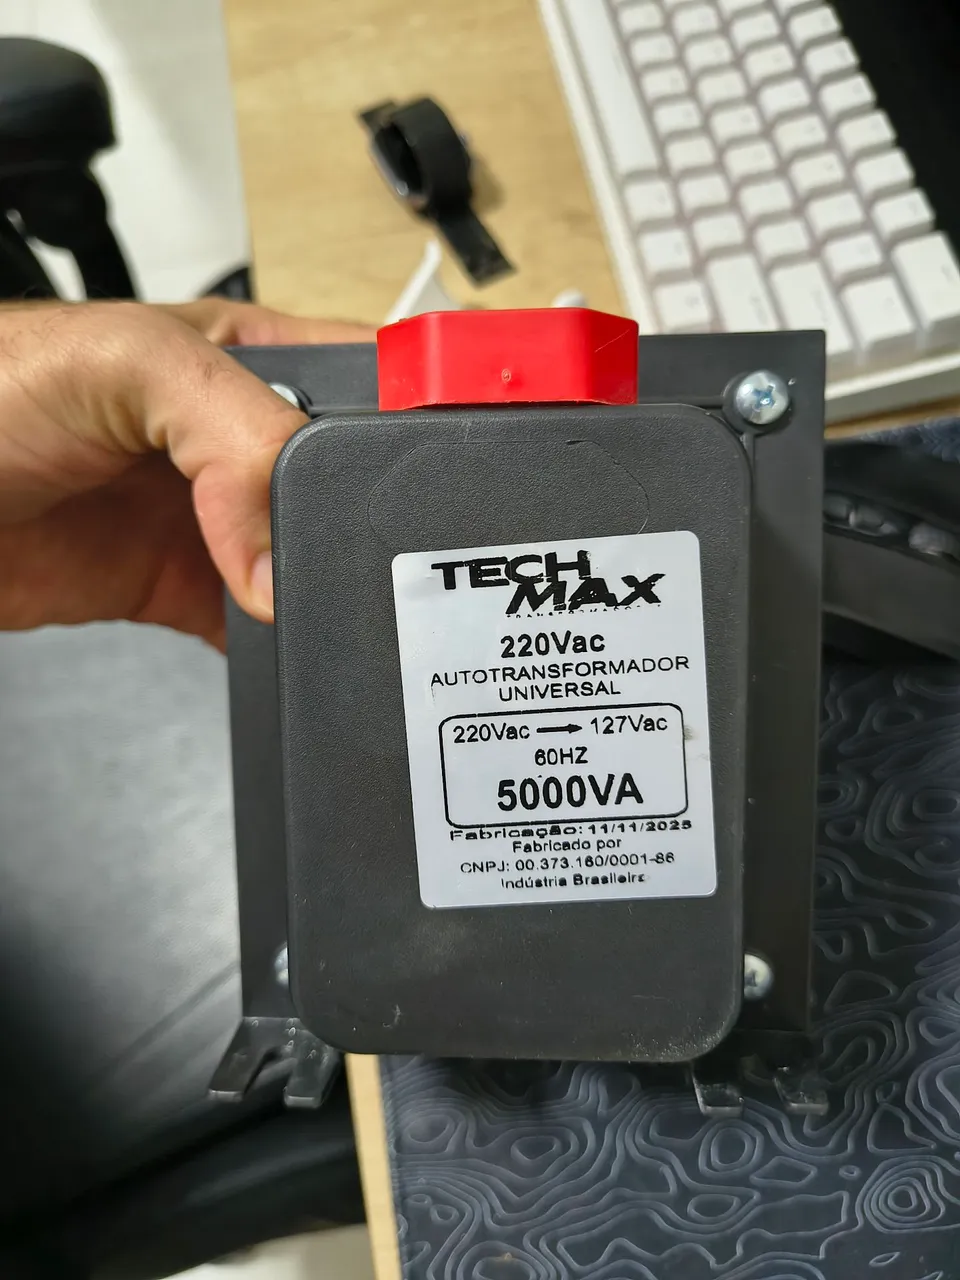 TECH
MAX
TRANSFORMADORES
220Vac
AUTOTRANSFORMADOR
UNIVERSAL
220Vac → 127Vac
60HZ
5000VA
Fabricação: 11/11/2025
Fabricado por
CNPJ: 00.373.160/0001-86
Indústria Brasileira